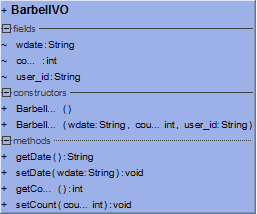 + BarbellVO
fields
~ wdate: String
~ co... : int
~ user_id: String
constructors
+ Barbell... ()
+ Barbell... (wdate: String, cou... int, user_id: String)
methods
+ getDate (): String
+ setDate (wdate: String): void
+ getCo... (): int
+ setCount (cou... int): void